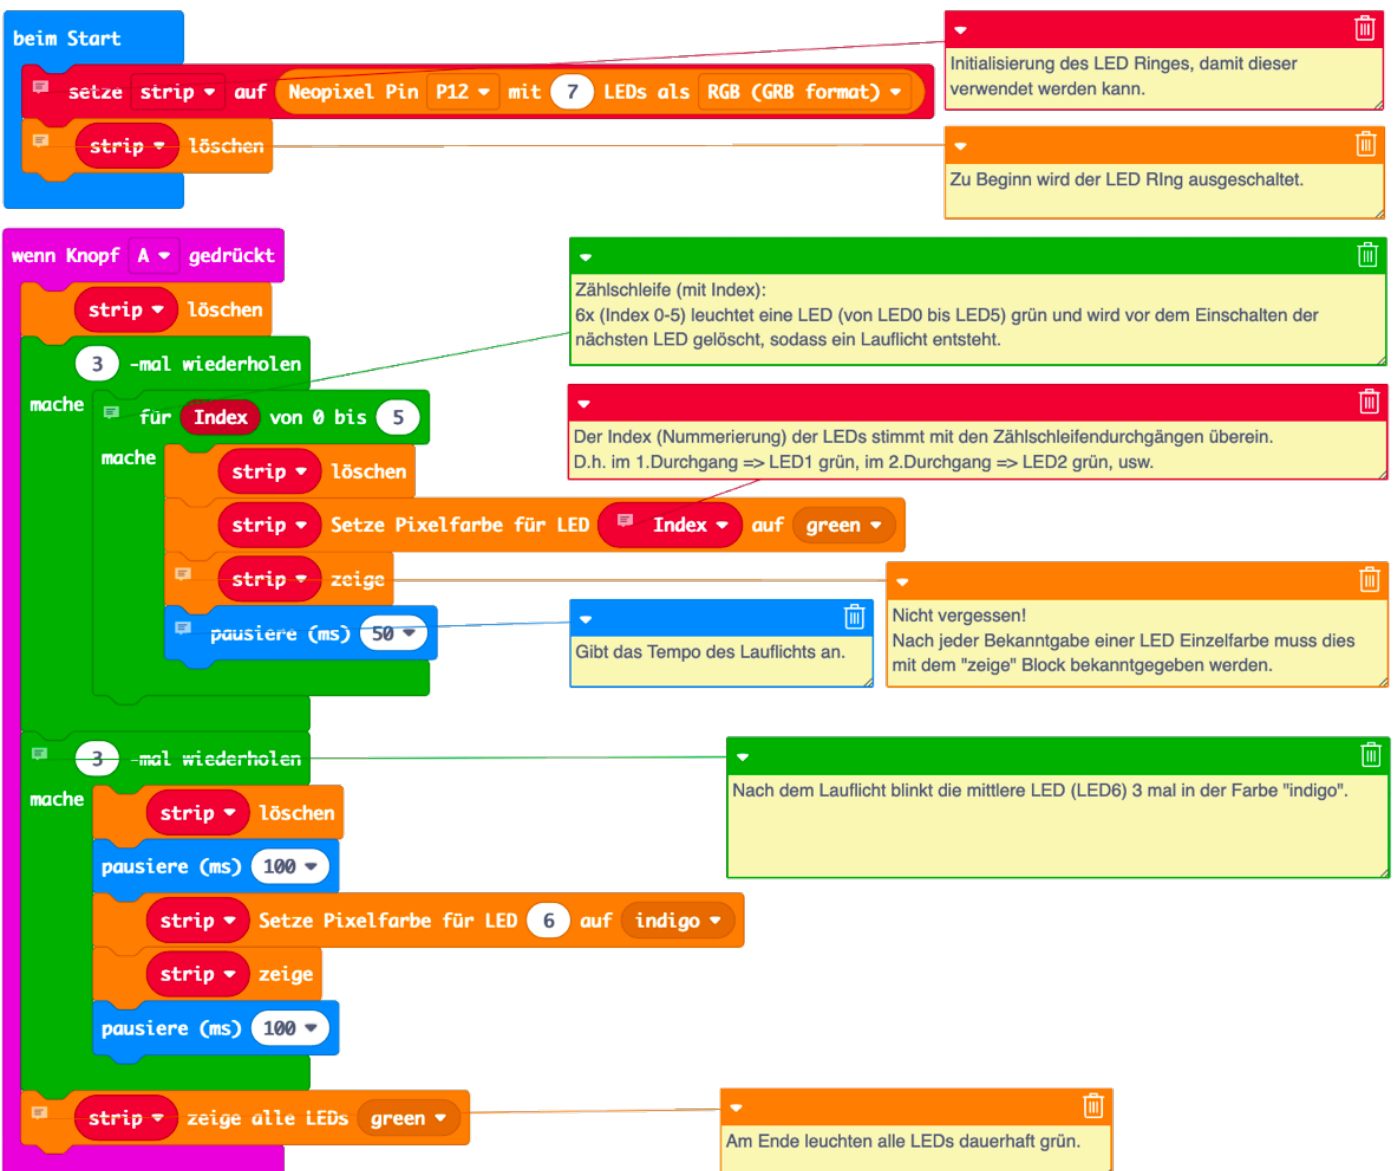 beim Start
setze strip auf Neopixel Pin P12 mit 7 LEDs als RGB (GRB format)
Initialisierung des LED Ringes, damit dieser
verwendet werden kann.
strip löschen
Zu Beginn wird der LED RIng ausgeschaltet.
wenn Knopf A gedrückt
strip löschen
Zählschleife (mit Index):
6x (Index 0-5) leuchtet eine LED (von LED0 bis LED5) grün und wird vor dem Einschalten der
nächsten LED gelöscht, sodass ein Lauflicht entsteht.
3 -mal wiederholen
mache
für Index von 0 bis 5
Der Index (Nummerierung) der LEDs stimmt mit den Zählschleifendurchgängen überein.
D.h. im 1.Durchgang => LED1 grün, im 2.Durchgang => LED2 grün, usw.
mache
strip löschen
strip Setze Pixelfarbe für LED Index auf green
strip zeige
Nicht vergessen!
Nach jeder Bekanntgabe einer LED Einzelfarbe muss dies
mit dem "zeige" Block bekanntgegeben werden.
pausiere (ms) 50
Gibt das Tempo des Lauflichts an.
3 -mal wiederholen
Nach dem Lauflicht blinkt die mittlere LED (LED6) 3 mal in der Farbe "indigo".
mache
strip löschen
pausiere (ms) 100
strip Setze Pixelfarbe für LED 6 auf indigo
strip zeige
pausiere (ms) 100
strip zeige alle LEDs green
Am Ende leuchten alle LEDs dauerhaft grün.